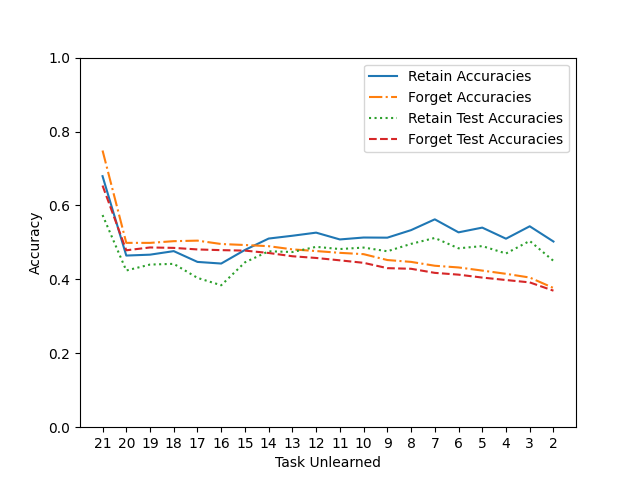 1.0
0.8
0.6
0.4
0.2
0.0
Accuracy
Retain Accuracies
Forget Accuracies
Retain Test Accuracies
Forget Test Accuracies
21 20 19 18 17 16 15 14 13 12 11 10 9 8 7 6 5 4 3 2
Task Unlearned